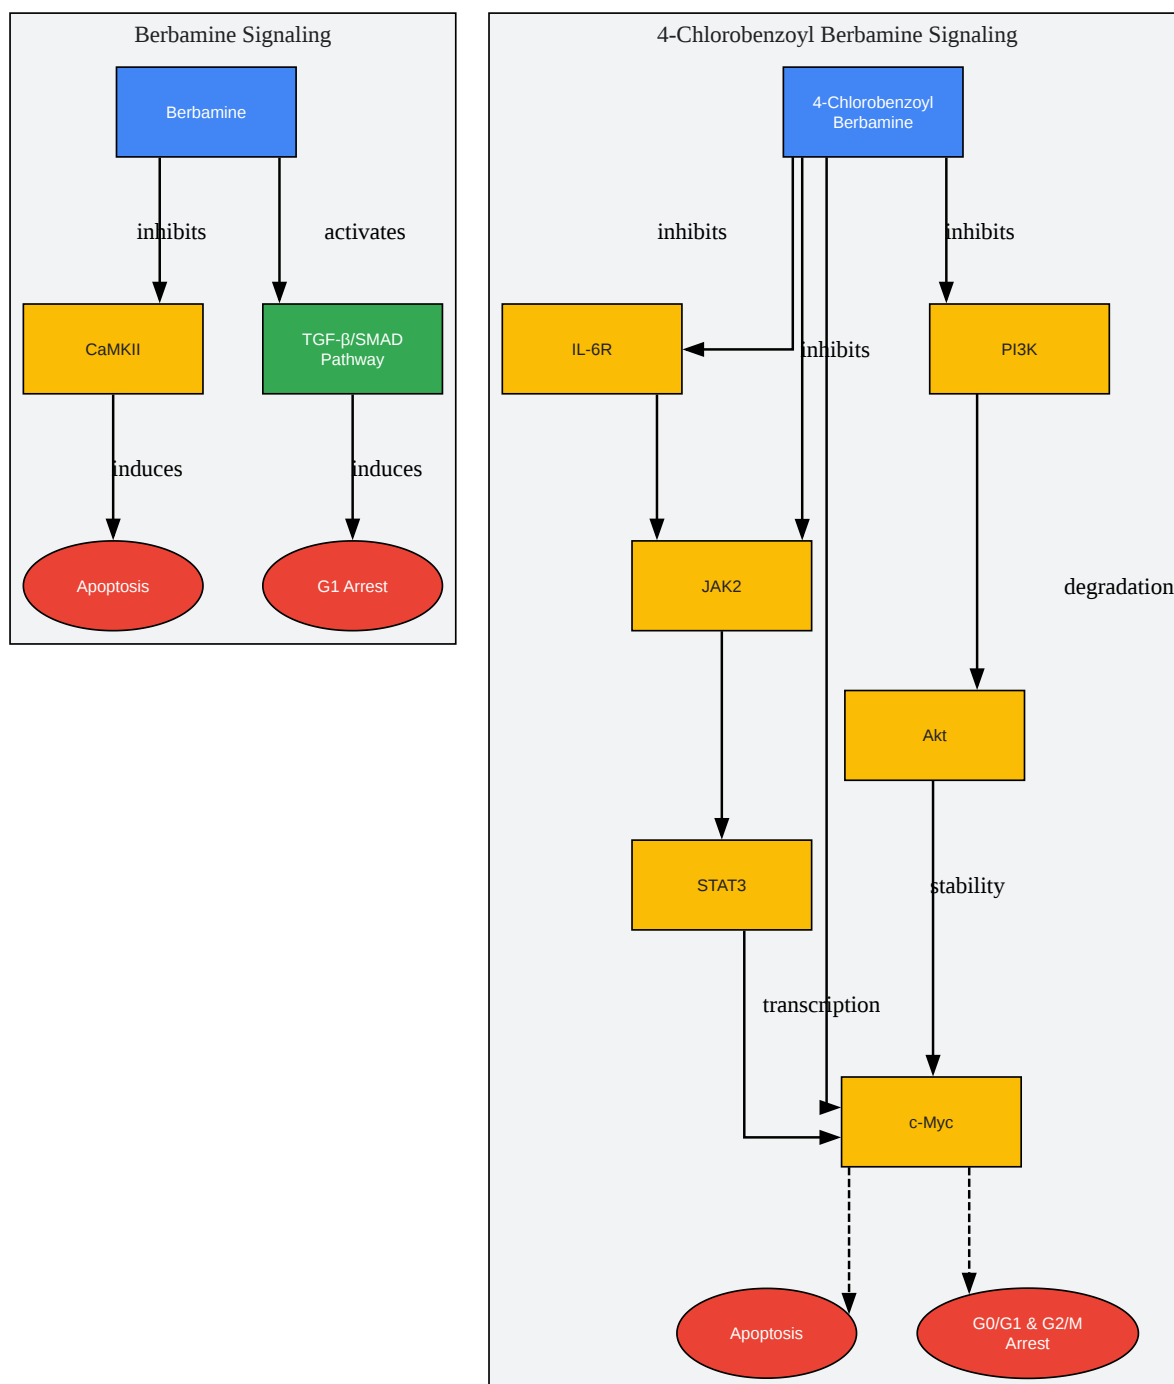 Berbamine Signaling
Berbamine
inhibits
activates
CaMKII
TGF-β/SMAD
Pathway
induces
induces
Apoptosis
G1 Arrest
4-Chlorobenzoyl Berbamine Signaling
4-Chlorobenzoyl
Berbamine
inhibits
inhibits
IL-6R
inhibits
PI3K
JAK2
degradation
Akt
STAT3
stability
transcription
c-Myc
Apoptosis
G0/G1 & G2/M
Arrest